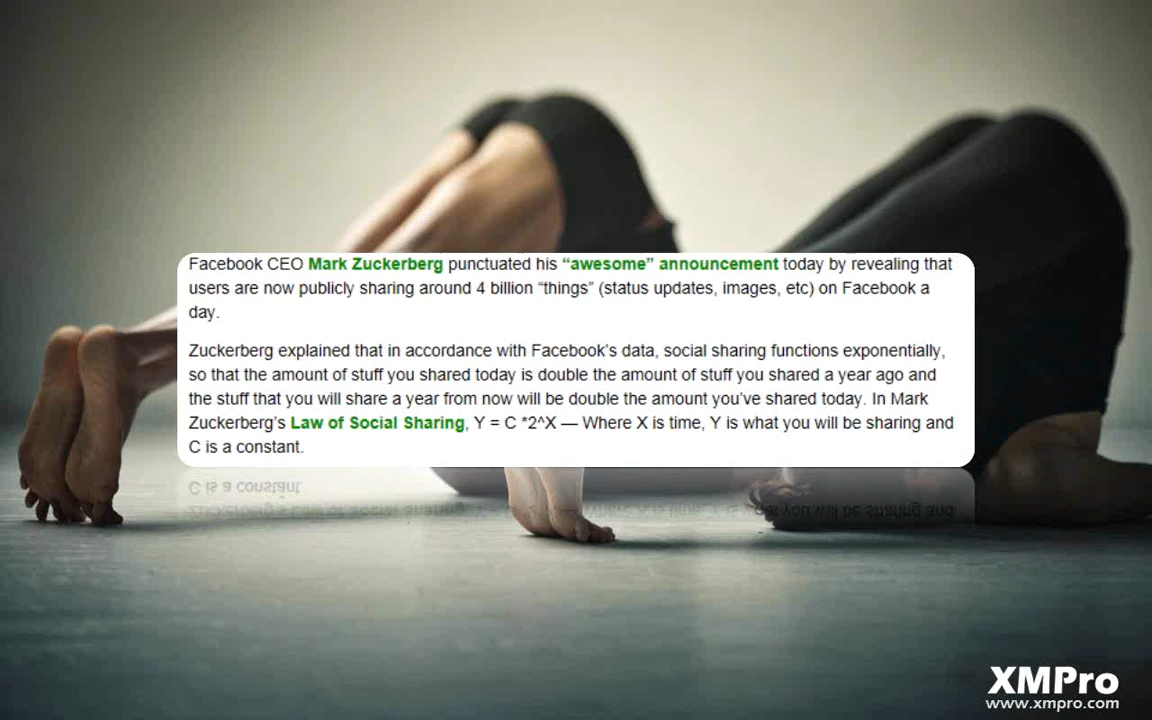 Facebook CEO Mark Zuckerberg punctuated his “awesome” announcement today by revealing that
users are now publicly sharing around 4 billion “things” (status updates, images, etc) on Facebook a
day.
Zuckerberg explained that in accordance with Facebook’s data, social sharing functions exponentially,
so that the amount of stuff you shared today is double the amount of stuff you shared a year ago and
the stuff that you will share a year from now will be double the amount you’ve shared today. In Mark
Zuckerberg’s Law of Social Sharing, Y = C *2^X — Where X is time, Y is what you will be sharing and
C is a constant.
XMPro
www.xmpro.com